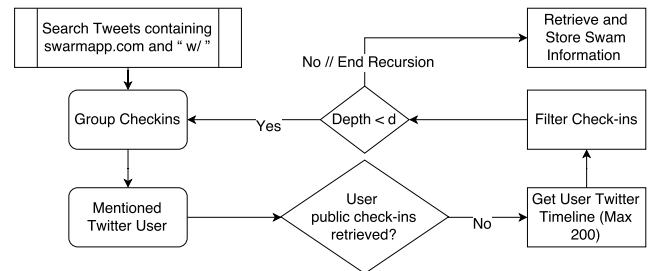 Search Tweets containing
swarmapp.com and “ w/ ”
Retrieve and
Store Swam
Information
No // End Recursion
Group Checkins
Yes
Depth < d
Filter Check-ins
Mentioned
Twitter User
User
public check-ins
retrieved?
No
Get User Twitter
Timeline (Max
200)